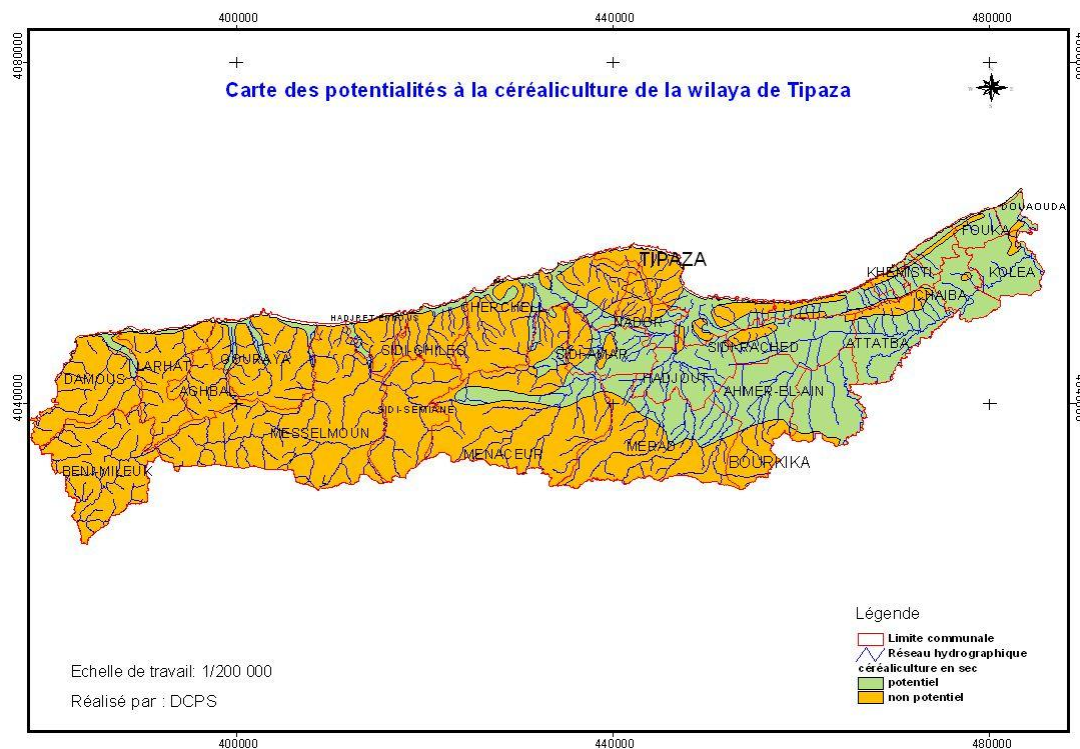 400000 440000 480000
4080000
Carte des potentialités à la céréaliculture de la wilaya de Tipaza
DOUAOUDA
FOUKA
TIPAZA
KHEMISTI
KOLEA
CHAIBA
CHERCHELL
HADJRET ENNOUS
NADOR
ATTATBA
SIDI-RACHED
SIDI-GHILES
SIDI-AMAR
GOURAYA
LARHAT
DAMOUS
HADJOUT
AGHBAL
AHMER-EL-AIN
4040000
4040000
SIDI-SEMIANE
MESSELMOUN
MERAD
MENACEUR
BOURKIKA
BENI-MILEUK
Légende
Limite communale
Réseau hydrographique
céréaliculture en sec
potentiel
non potentiel
Echelle de travail: 1/200 000
Réalisé par : DCPS
400000 440000 480000